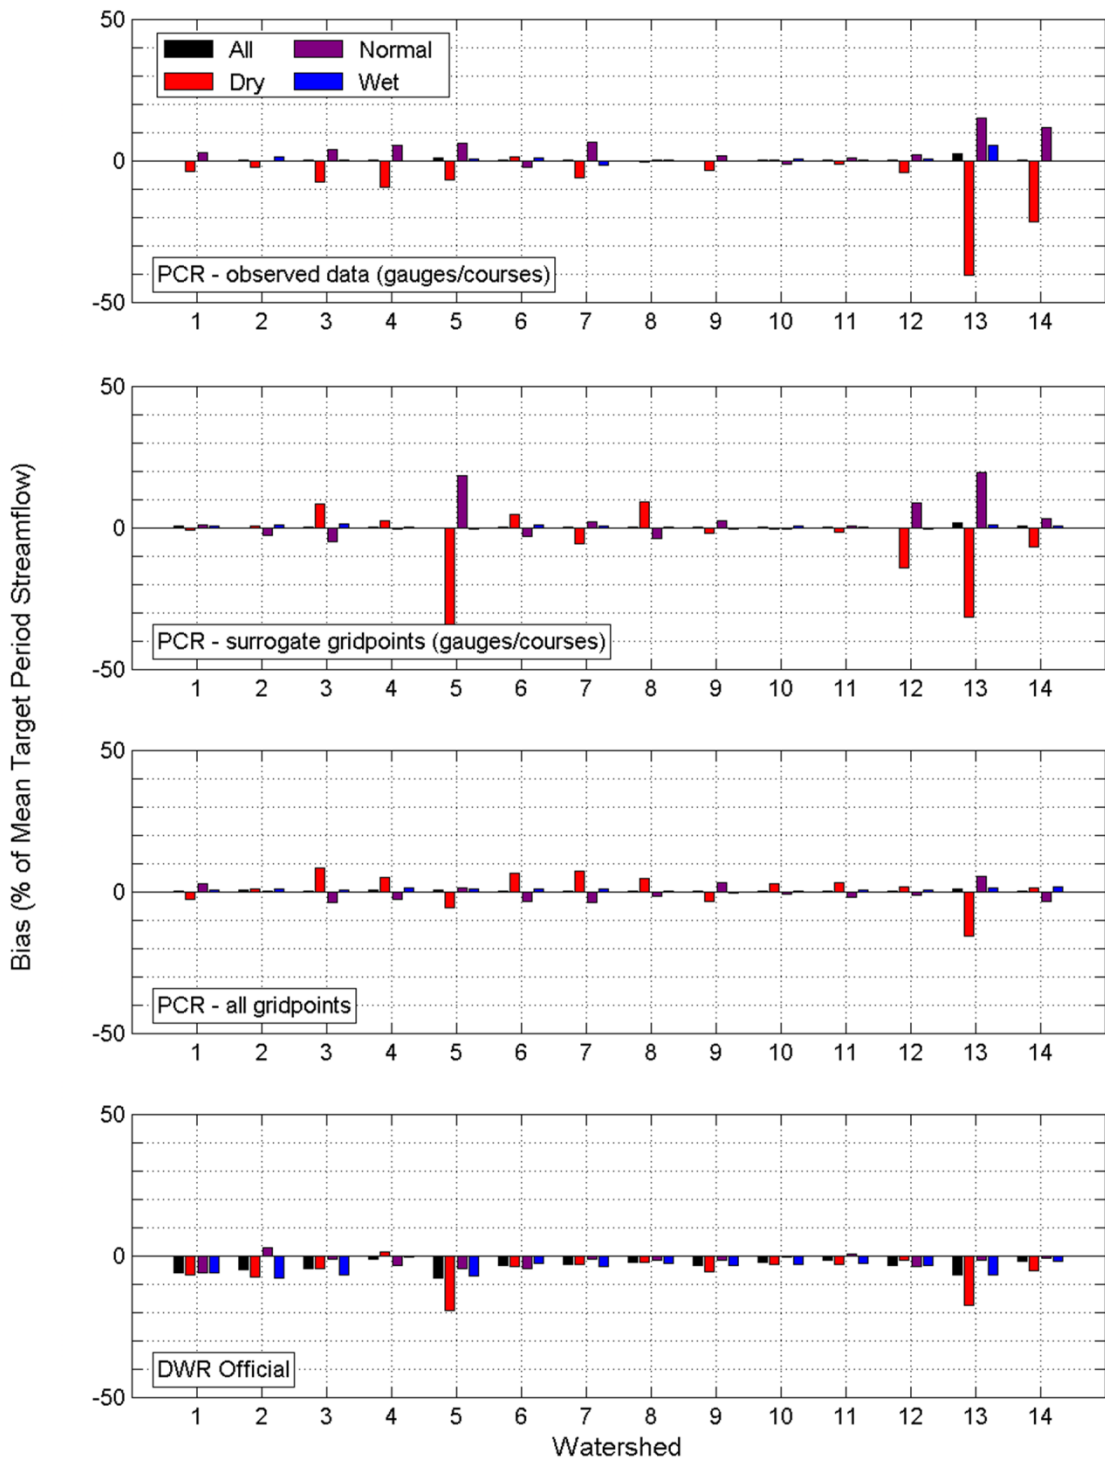 Bias (% of Mean Target Period Streamflow)
50
All Normal
Dry Wet
0
PCR - observed data (gauges/courses)
-50
1 2 3 4 5 6 7 8 9 10 11 12 13 14
50
0
PCR - surrogate gridpoints (gauges/courses)
-50
1 2 3 4 5 6 7 8 9 10 11 12 13 14
50
0
PCR - all gridpoints
-50
1 2 3 4 5 6 7 8 9 10 11 12 13 14
50
0
DWR Official
-50
1 2 3 4 5 6 7 8 9 10 11 12 13 14
Watershed